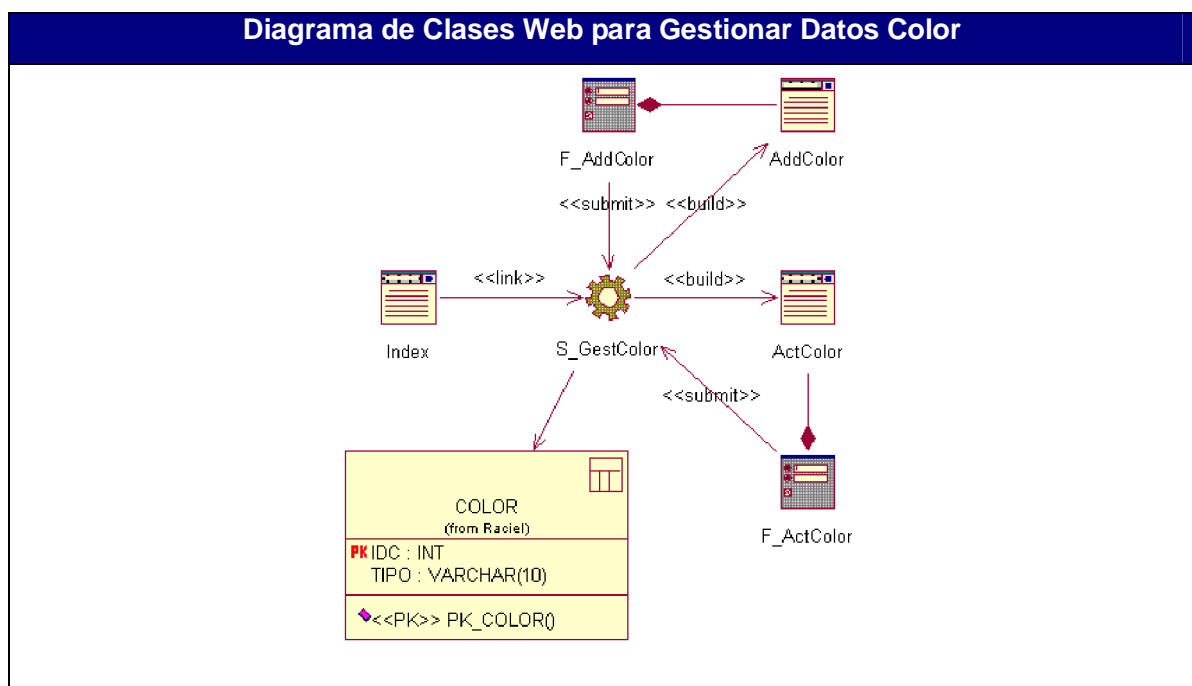 Diagrama de Clases Web para Gestionar Datos Color
F_AddColor
AddColor
<<submit>>
<<build>>
<<link>>
<<build>>
Index
S_GestColor
ActColor
<<submit>>
COLOR
(from Raciel)
PK IDC : INT
TIPO : VARCHAR(10)
<<PK>> PK_COLOR()
F_ActColor